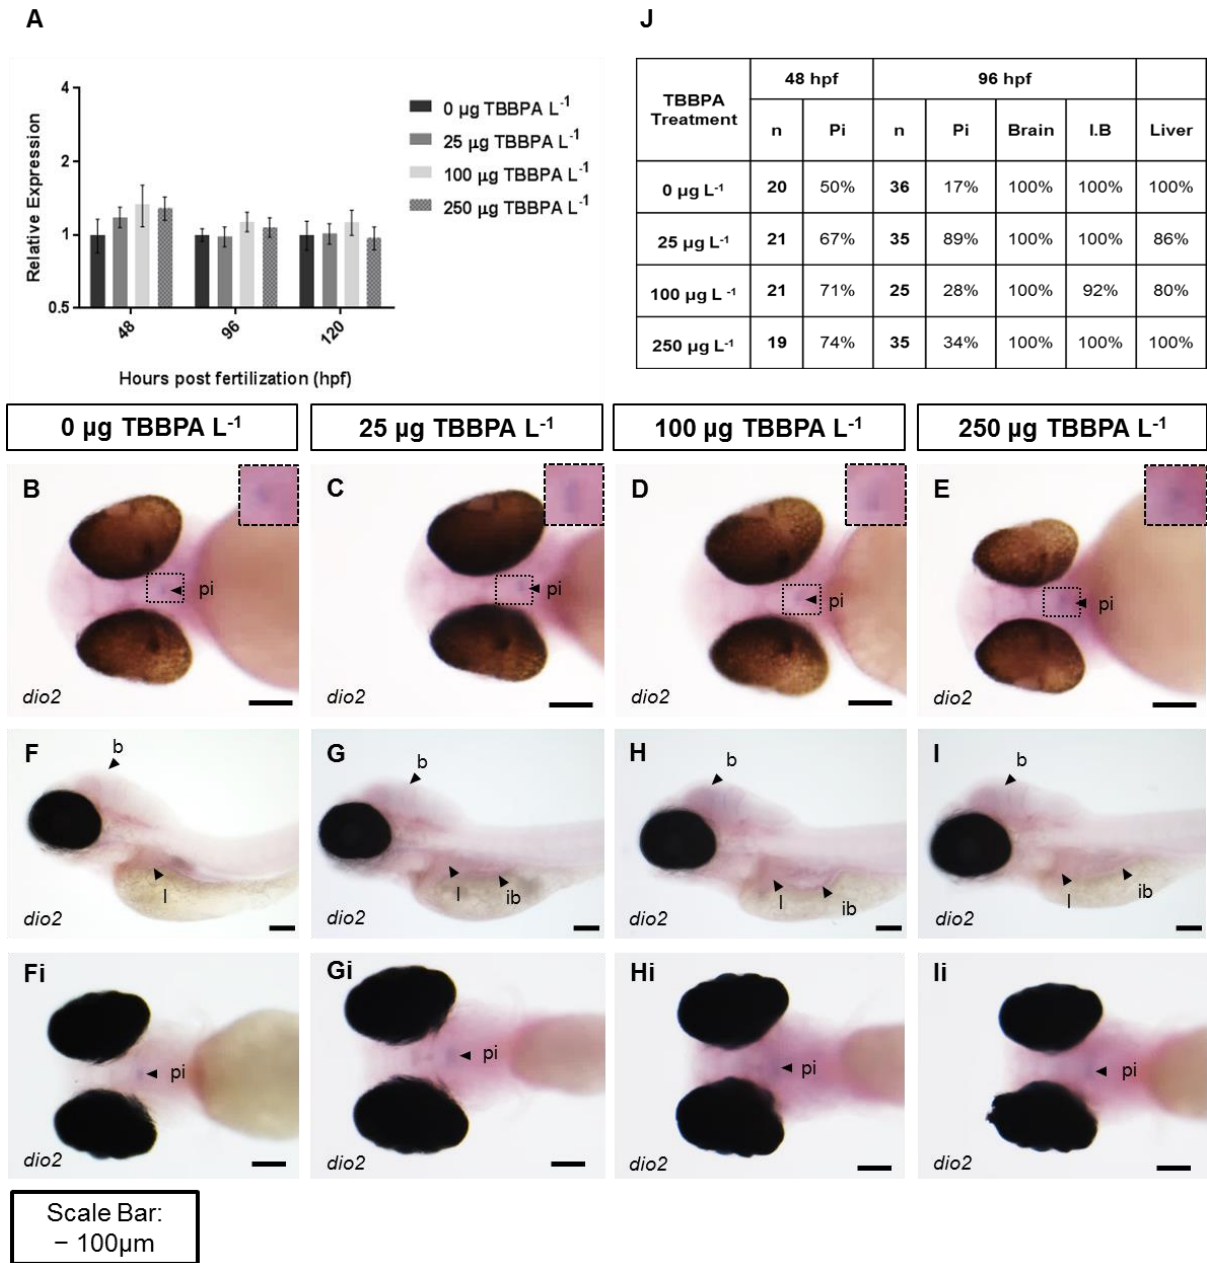 A
4
2
1
0.5
Relative Expression
48
96
120
Hours post fertilization (hpf)
0 µg TBBPA L⁻¹
25 µg TBBPA L⁻¹
100 µg TBBPA L⁻¹
250 µg TBBPA L⁻¹
J
TBBPA Treatment 48 hpf 96 hpf
n Pi n Pi Brain I.B Liver
0 µg L⁻¹ 20 50% 36 17% 100% 100% 100%
25 µg L⁻¹ 21 67% 35 89% 100% 100% 86%
100 µg L⁻¹ 21 71% 25 28% 100% 92% 80%
250 µg L⁻¹ 19 74% 35 34% 100% 100% 100%
0 µg TBBPA L⁻¹ 25 µg TBBPA L⁻¹ 100 µg TBBPA L⁻¹ 250 µg TBBPA L⁻¹
B
pi
dio2
C
pi
dio2
D
pi
dio2
E
pi
dio2
F
b
l
dio2
G
b
l
ib
dio2
H
b
l
ib
dio2
I
b
l
ib
dio2
Fi
pi
dio2
Gi
pi
dio2
Hi
pi
dio2
Ii
pi
dio2
Scale Bar:
– 100µm